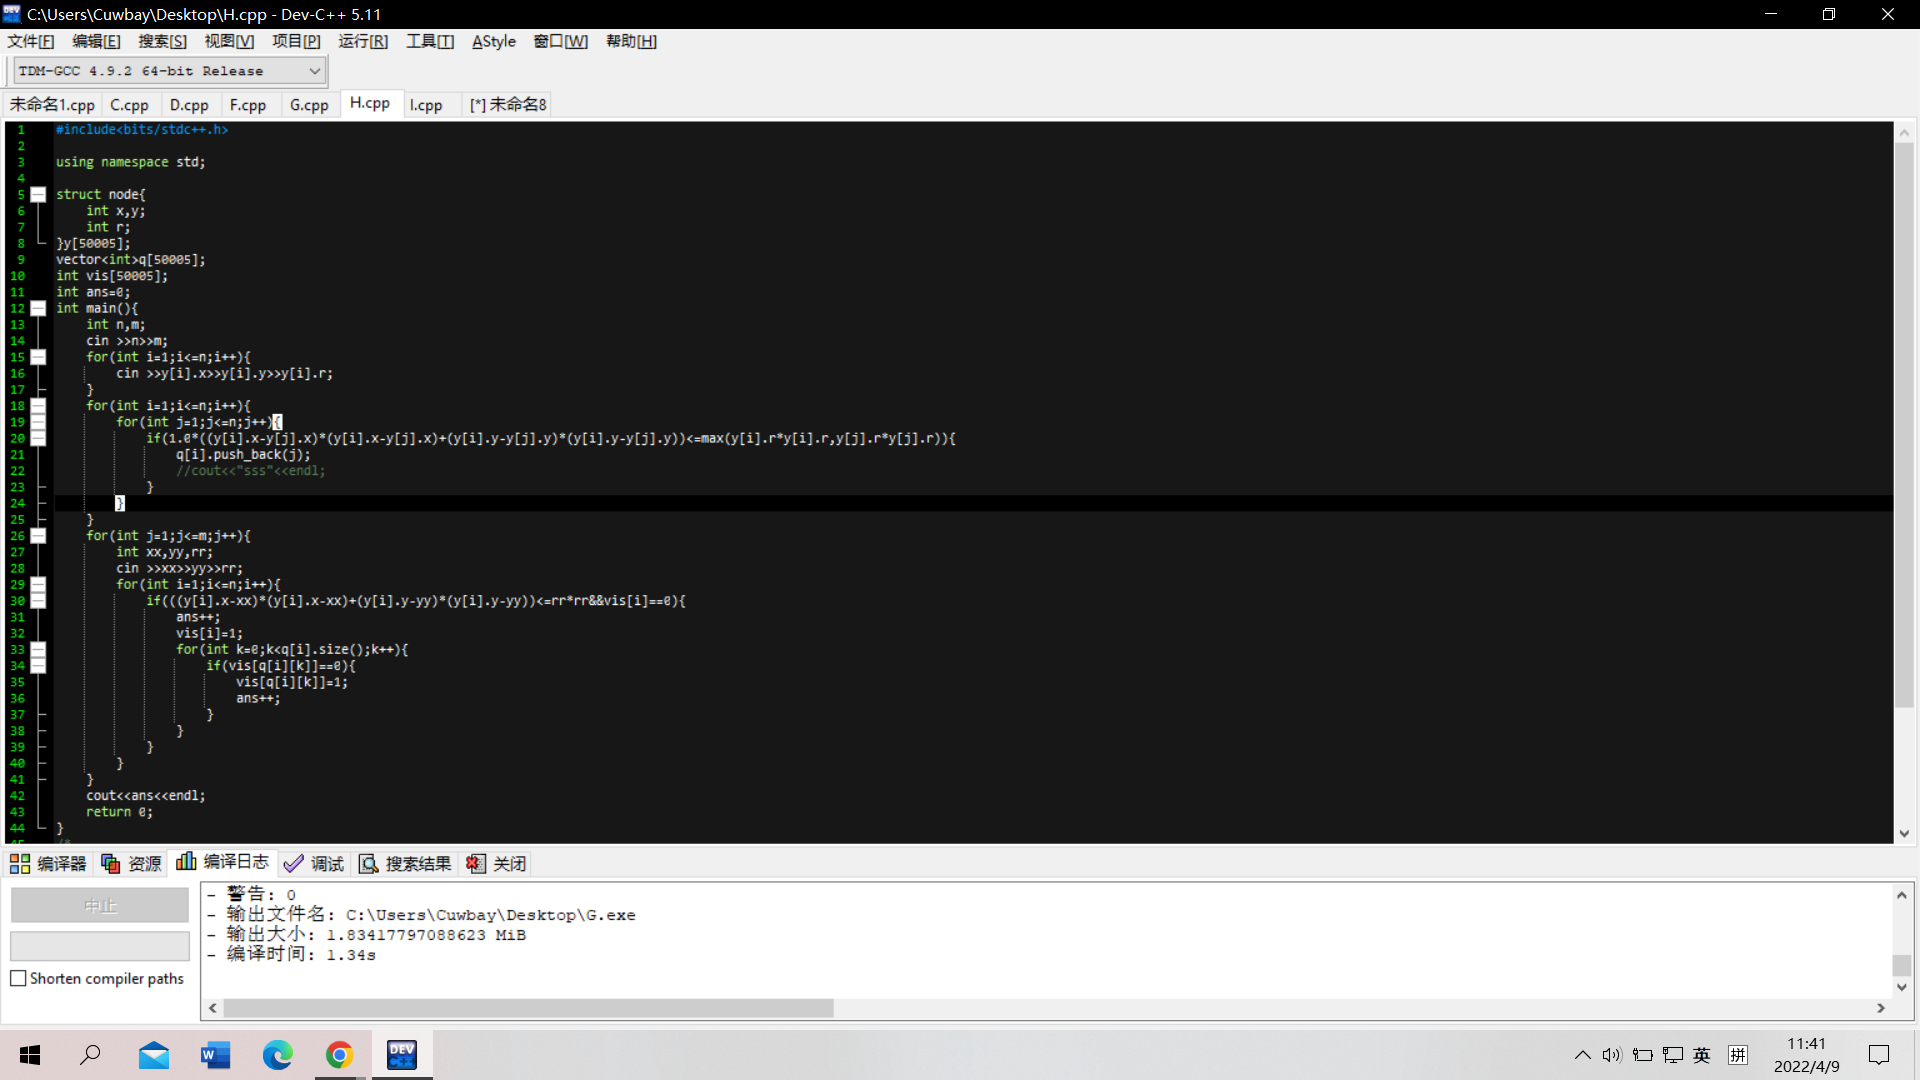 C:\Users\Cuwbay\Desktop\H.cpp - Dev-C++ 5.11
文件[F] 编辑[E] 搜索[S] 视图[V] 项目[P] 运行[R] 工具[T] AStyle 窗口[W] 帮助[H]
TDM-GCC 4.9.2 64-bit Release
未命名1.cpp C.cpp D.cpp F.cpp G.cpp H.cpp I.cpp [*] 未命名8
1 #include<bits/stdc++.h>
2
3 using namespace std;
4
5 struct node{
6 int x,y;
7 int r;
8 }y[50005];
9 vector<int>q[50005];
10 int vis[50005];
11 int ans=0;
12 int main(){
13 int n,m;
14 cin >>n>>m;
15 for(int i=1;i<=n;i++){
16 cin >>y[i].x>>y[i].y>>y[i].r;
17 }
18 for(int i=1;i<=n;i++){
19 for(int j=1;j<=n;j++){
20 if(1.0*((y[i].x-y[j].x)*(y[i].x-y[j].x)+(y[i].y-y[j].y)*(y[i].y-y[j].y))<=max(y[i].r*y[i].r,y[j].r*y[j].r)){
21 q[i].push_back(j);
22 //cout<<"sss"<<endl;
23 }
24 }
25 }
26 for(int j=1;j<=m;j++){
27 int xx,yy,rr;
28 cin >>xx>>yy>>rr;
29 for(int i=1;i<=n;i++){
30 if(((y[i].x-xx)*(y[i].x-xx)+(y[i].y-yy)*(y[i].y-yy))<=rr*rr&&vis[i]==0){
31 ans++;
32 vis[i]=1;
33 for(int k=0;k<q[i].size();k++){
34 if(vis[q[i][k]]==0){
35 vis[q[i][k]]=1;
36 ans++;
37 }
38 }
39 }
40 }
41 }
42 cout<<ans<<endl;
43 return 0;
44 }
45 /*
编译器 资源 编译日志 调试 搜索结果 关闭
中止
Shorten compiler paths
- 警告: 0
- 输出文件名: C:\Users\Cuwbay\Desktop\G.exe
- 输出大小: 1.83417797088623 MiB
- 编译时间: 1.34s
DEV C++
英 拼
11:41
2022/4/9